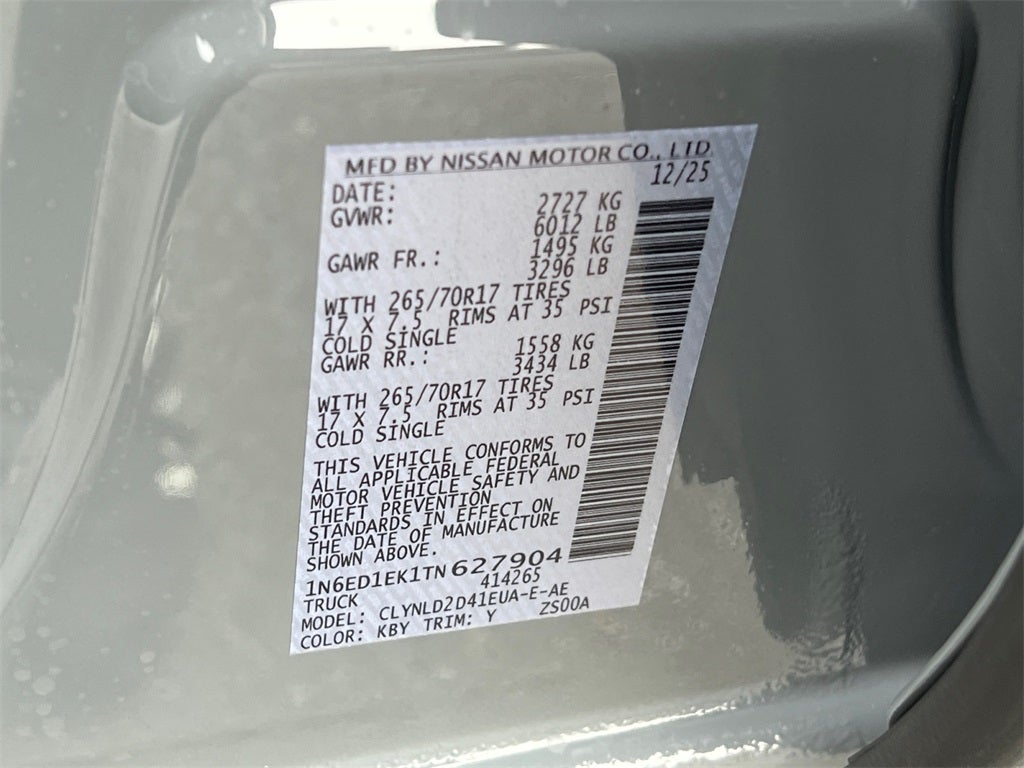 MFD BY NISSAN MOTOR CO., LTD.
DATE: 12/25
GVWR: 2727 KG
6012 LB
GAWR FR.: 1495 KG
3296 LB
WITH 265/70R17 TIRES
17 X 7.5 RIMS AT 35 PSI
COLD SINGLE
GAWR RR.: 1558 KG
3434 LB
WITH 265/70R17 TIRES
17 X 7.5 RIMS AT 35 PSI
COLD SINGLE
THIS VEHICLE CONFORMS TO
ALL APPLICABLE FEDERAL
MOTOR VEHICLE SAFETY AND
THEFT PREVENTION
STANDARDS IN EFFECT ON
THE DATE OF MANUFACTURE
SHOWN ABOVE.
1N6ED1EK1TN627904
TRUCK 414265
MODEL: CLYNLD2D41EUA-E-AE
COLOR: KBY TRIM: Y ZS00A